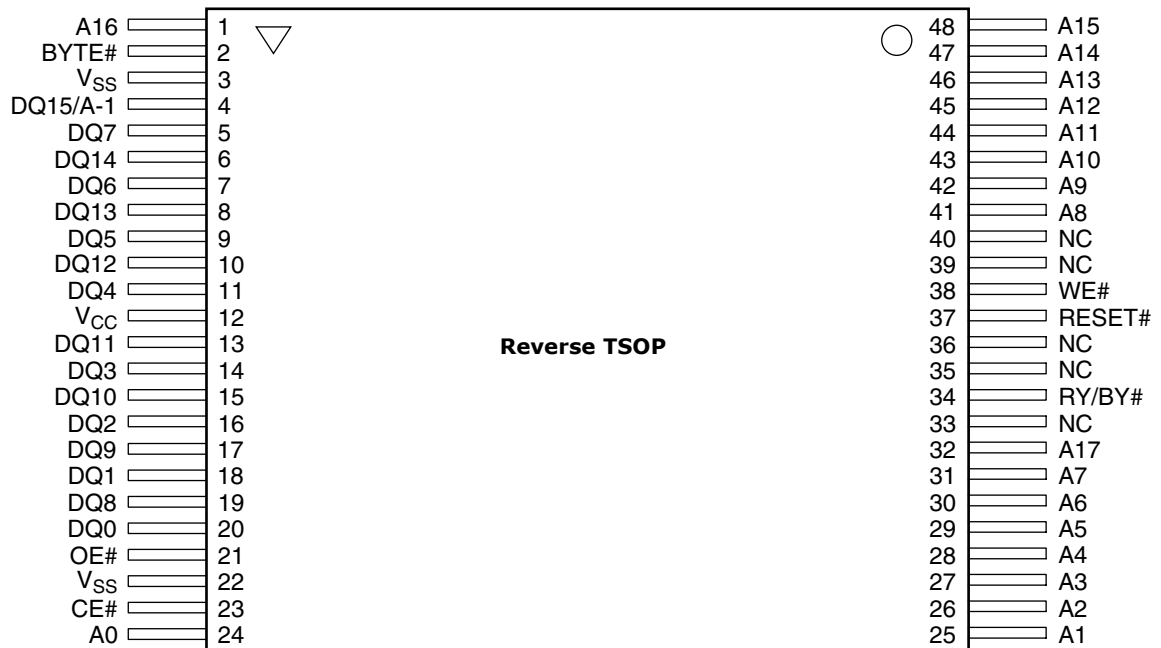 A16 1 48 A15
BYTE# 2 47 A14
VSS 3 46 A13
DQ15/A-1 4 45 A12
DQ7 5 44 A11
DQ14 6 43 A10
DQ6 7 42 A9
DQ13 8 41 A8
DQ5 9 40 NC
DQ12 10 39 NC
DQ4 11 38 WE#
VCC 12 37 RESET#
DQ11 13 Reverse TSOP 36 NC
DQ3 14 35 NC
DQ10 15 34 RY/BY#
DQ2 16 33 NC
DQ9 17 32 A17
DQ1 18 31 A7
DQ8 19 30 A6
DQ0 20 29 A5
OE# 21 28 A4
VSS 22 27 A3
CE# 23 26 A2
A0 24 25 A1